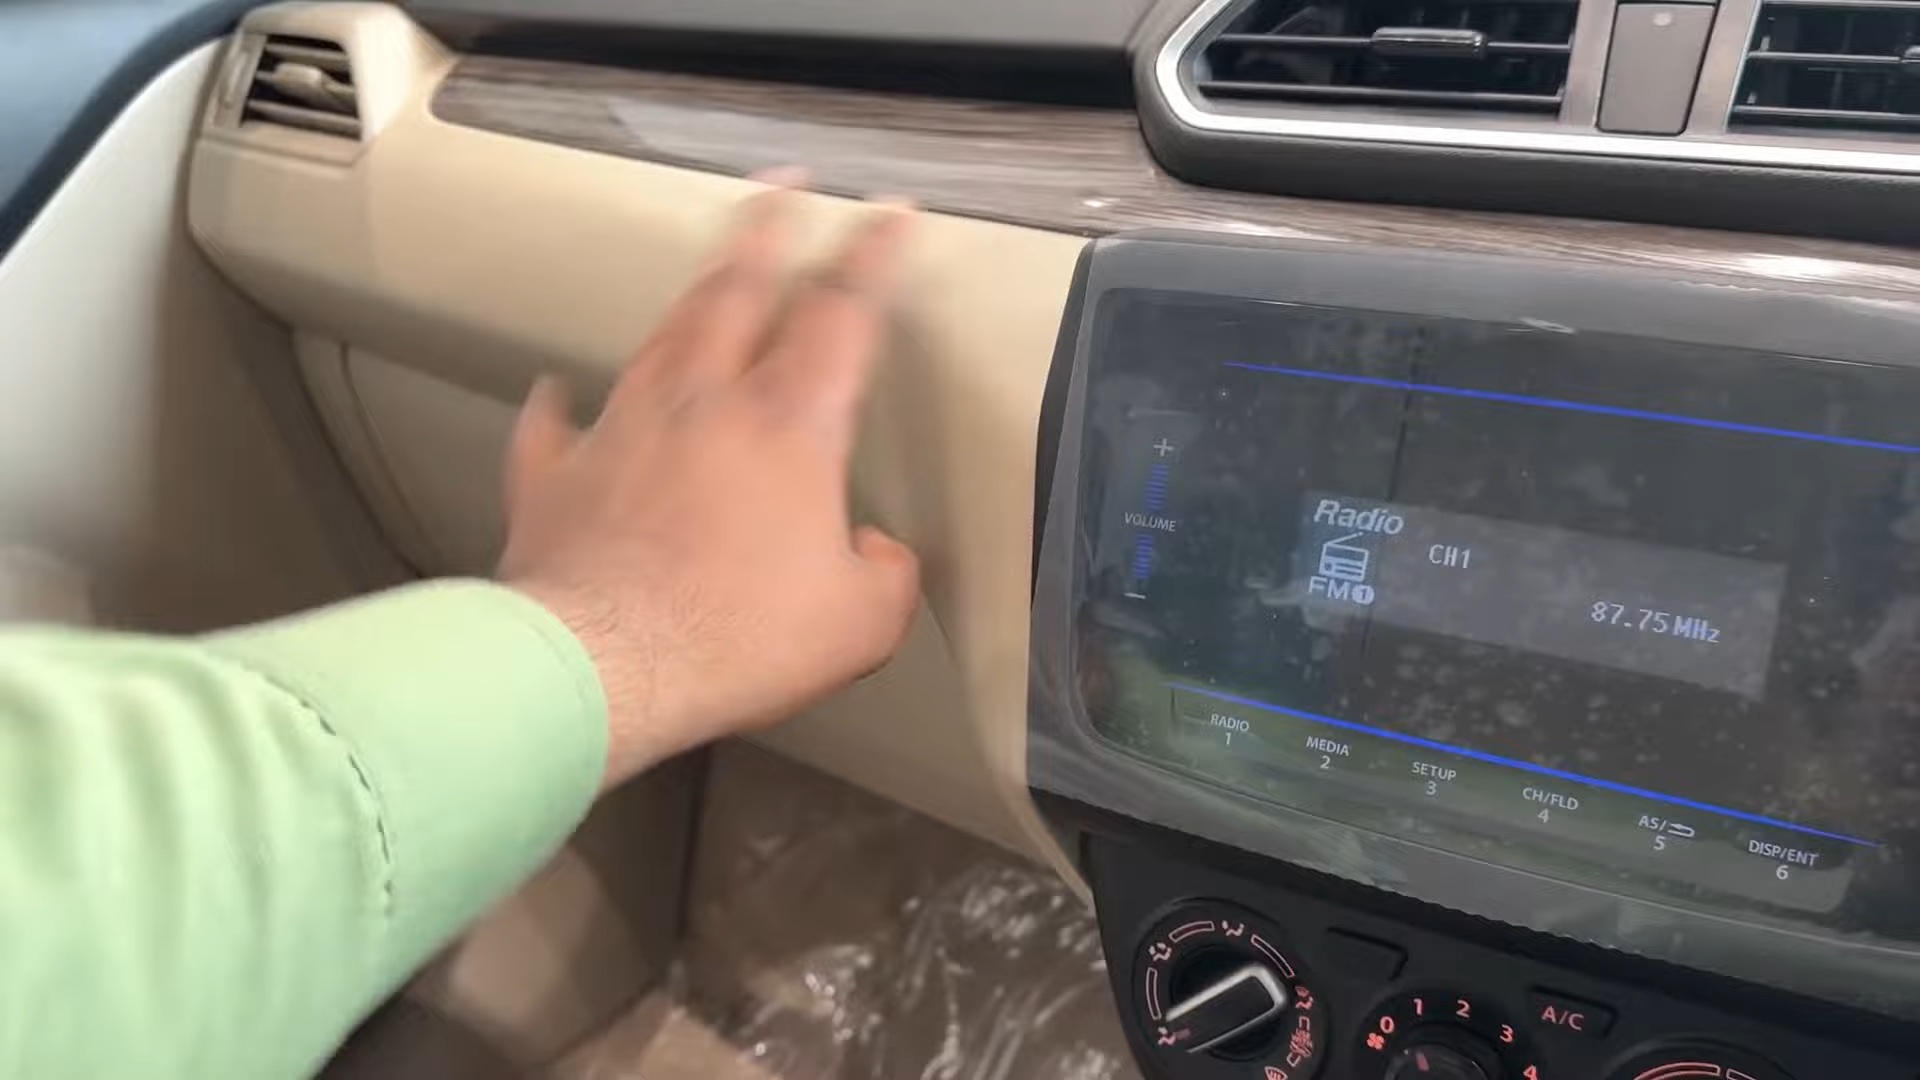 +
VOLUME
−
Radio
CH1
FM1
87.75 MHz
RADIO
1
MEDIA
2
SETUP
3
CH/FLD
4
AS/
5
DISP/ENT
6
0 1 2 3 4
A/C